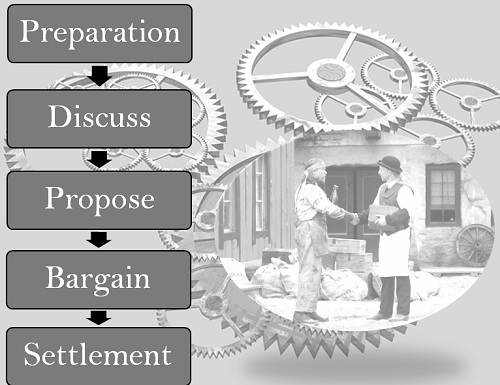 Preparation
Discuss
Propose
Bargain
Settlement